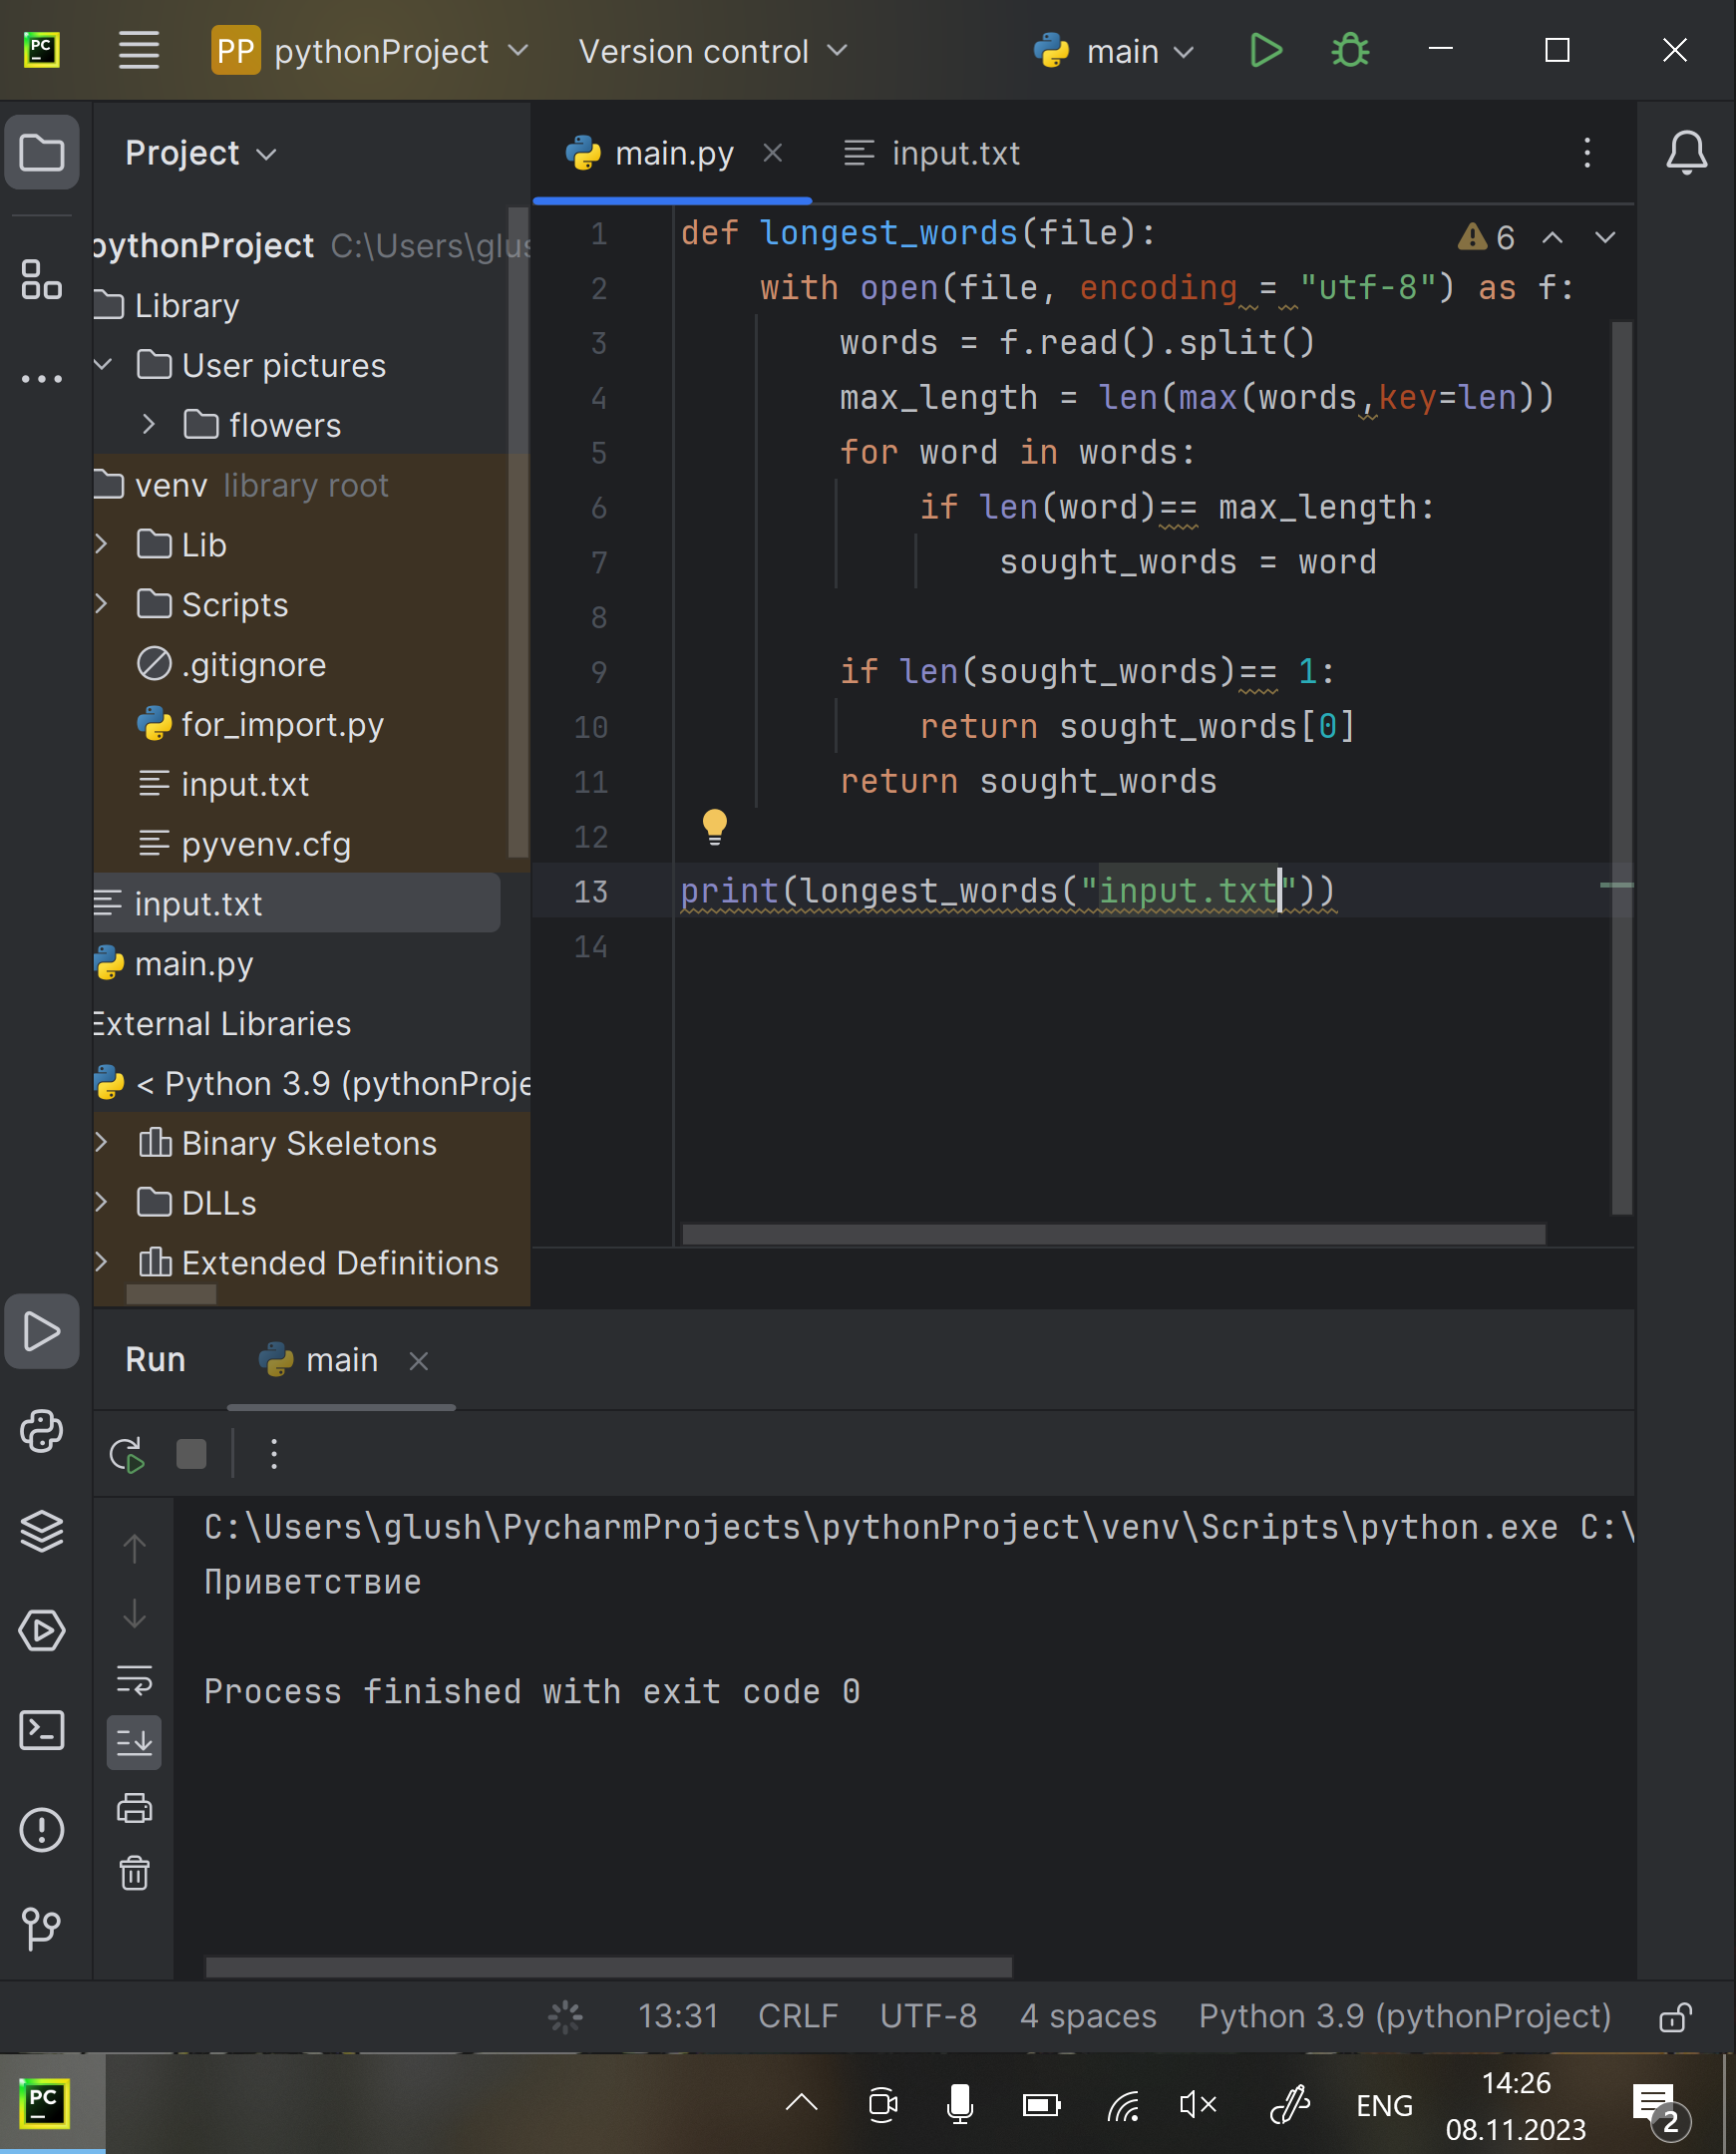 PC
PP pythonProject Version control main
Project
main.py input.txt
pythonProject C:\Users\glus
Library
User pictures
flowers
venv library root
Lib
Scripts
.gitignore
for_import.py
input.txt
pyvenv.cfg
input.txt
main.py
External Libraries
< Python 3.9 (pythonProje
Binary Skeletons
DLLs
Extended Definitions
6
1 def longest_words(file):
2 with open(file, encoding = "utf-8") as f:
3 words = f.read().split()
4 max_length = len(max(words,key=len))
5 for word in words:
6 if len(word)== max_length:
7 sought_words = word
8
9 if len(sought_words)== 1:
10 return sought_words[0]
11 return sought_words
12
13 print(longest_words("input.txt"))
14
Run main
C:\Users\glush\PycharmProjects\pythonProject\venv\Scripts\python.exe C:\
Приветствие
Process finished with exit code 0
13:31 CRLF UTF-8 4 spaces Python 3.9 (pythonProject)
PC
ENG
14:26
08.11.2023
2